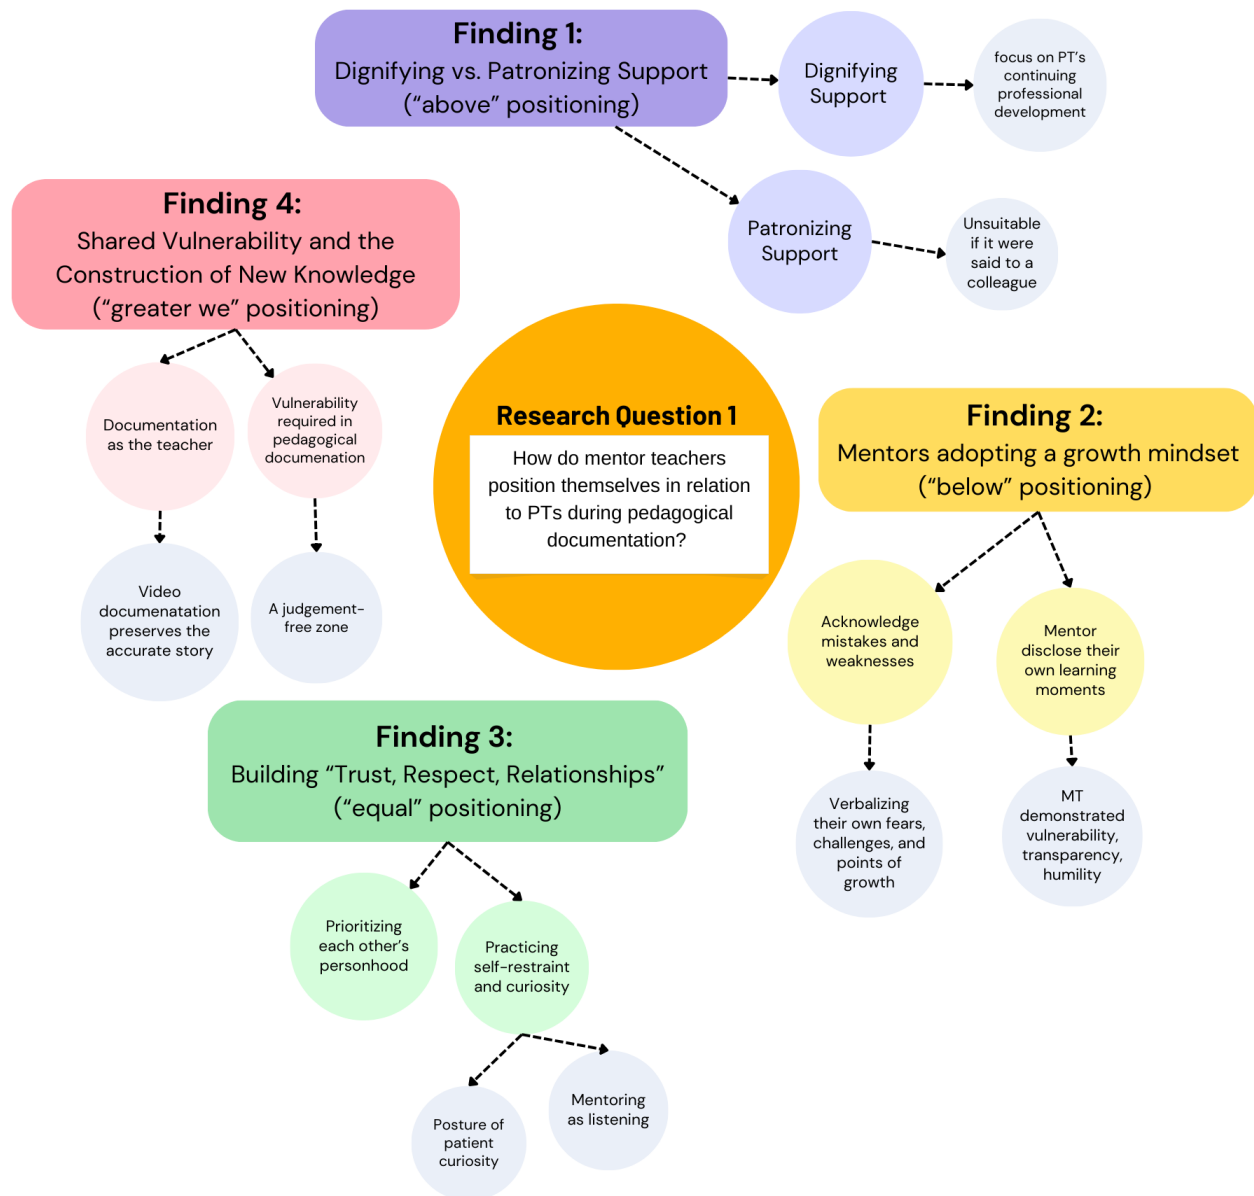 Finding 1:
Dignifying vs. Patronizing Support
(“above” positioning)
Dignifying
Support
focus on PT’s
continuing
professional
development
Patronizing
Support
Unsuitable
if it were
said to a
colleague
Finding 4:
Shared Vulnerability and the
Construction of New Knowledge
(“greater we” positioning)
Documentation
as the teacher
Vulnerability
required in
pedagogical
documenation
Video
documenatation
preserves the
accurate story
A judgement-
free zone
Research Question 1
How do mentor teachers
position themselves in relation
to PTs during pedagogical
documentation?
Finding 2:
Mentors adopting a growth mindset
(“below” positioning)
Acknowledge
mistakes and
weaknesses
Mentor
disclose their
own learning
moments
Verbalizing
their own fears,
challenges, and
points of
growth
MT
demonstrated
vulnerability,
transparency,
humility
Finding 3:
Building “Trust, Respect, Relationships”
(“equal” positioning)
Prioritizing
each other’s
personhood
Practicing
self-restraint
and curiosity
Posture of
patient
curiosity
Mentoring
as listening